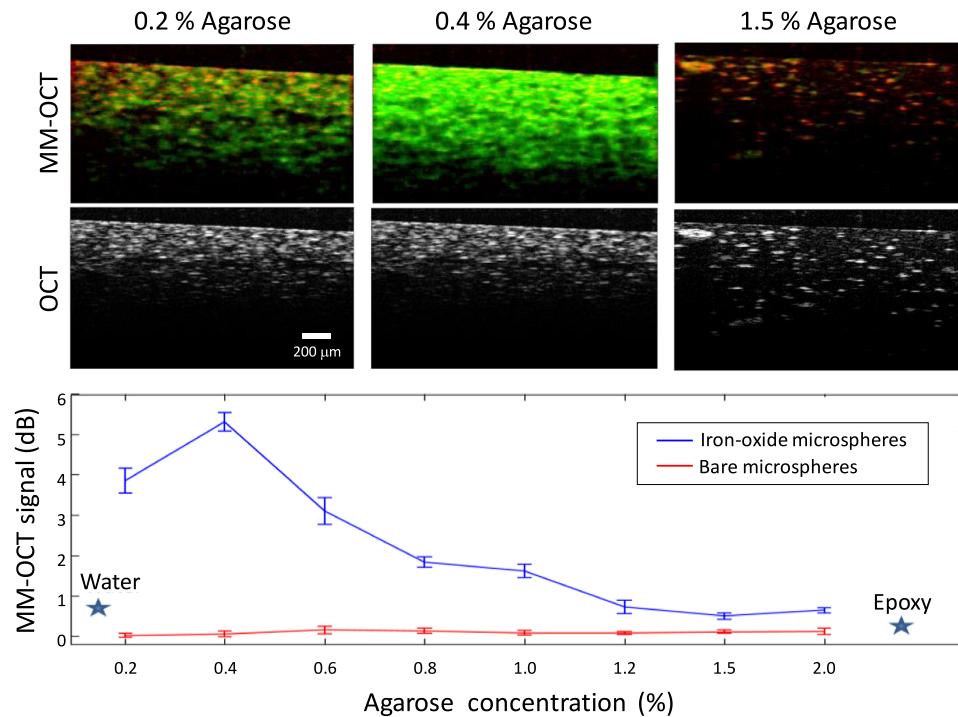 0.2 % Agarose
0.4 % Agarose
1.5 % Agarose
MM-OCT
OCT
200 µm
MM-OCT signal (dB)
6
5
4
3
2
1
0
Iron-oxide microspheres
Bare microspheres
Water
Epoxy
0.2
0.4
0.6
0.8
1.0
1.2
1.5
2.0
Agarose concentration (%)